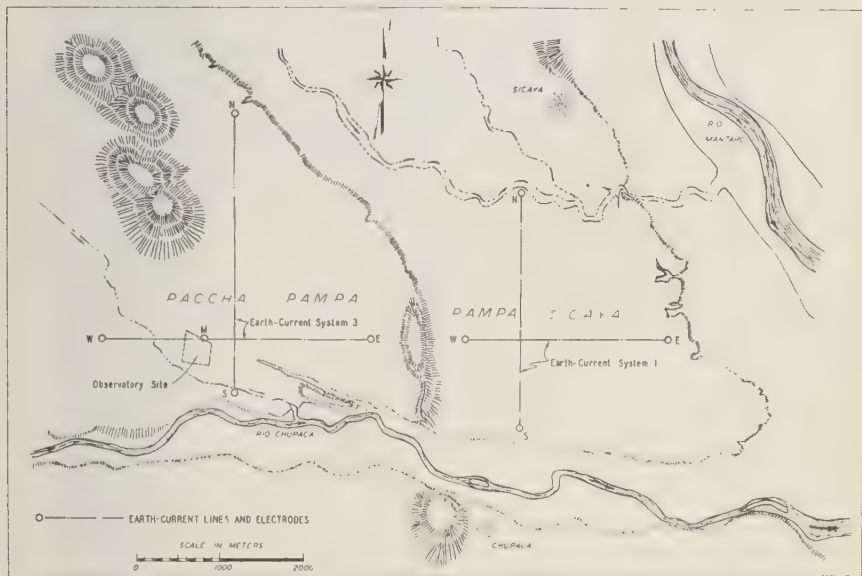 N
SICAYA
RIO
MANTARO
N
PACCHA PAMPA
PAMPA SICAYA
Earth-Current System 3
W
M
E
W
E
Earth-Current System 1
Observatory Site
S
RIO CHUPACA
S
EARTH-CURRENT LINES AND ELECTRODES
SCALE IN METERS
0 1000 2000
CHUPACA